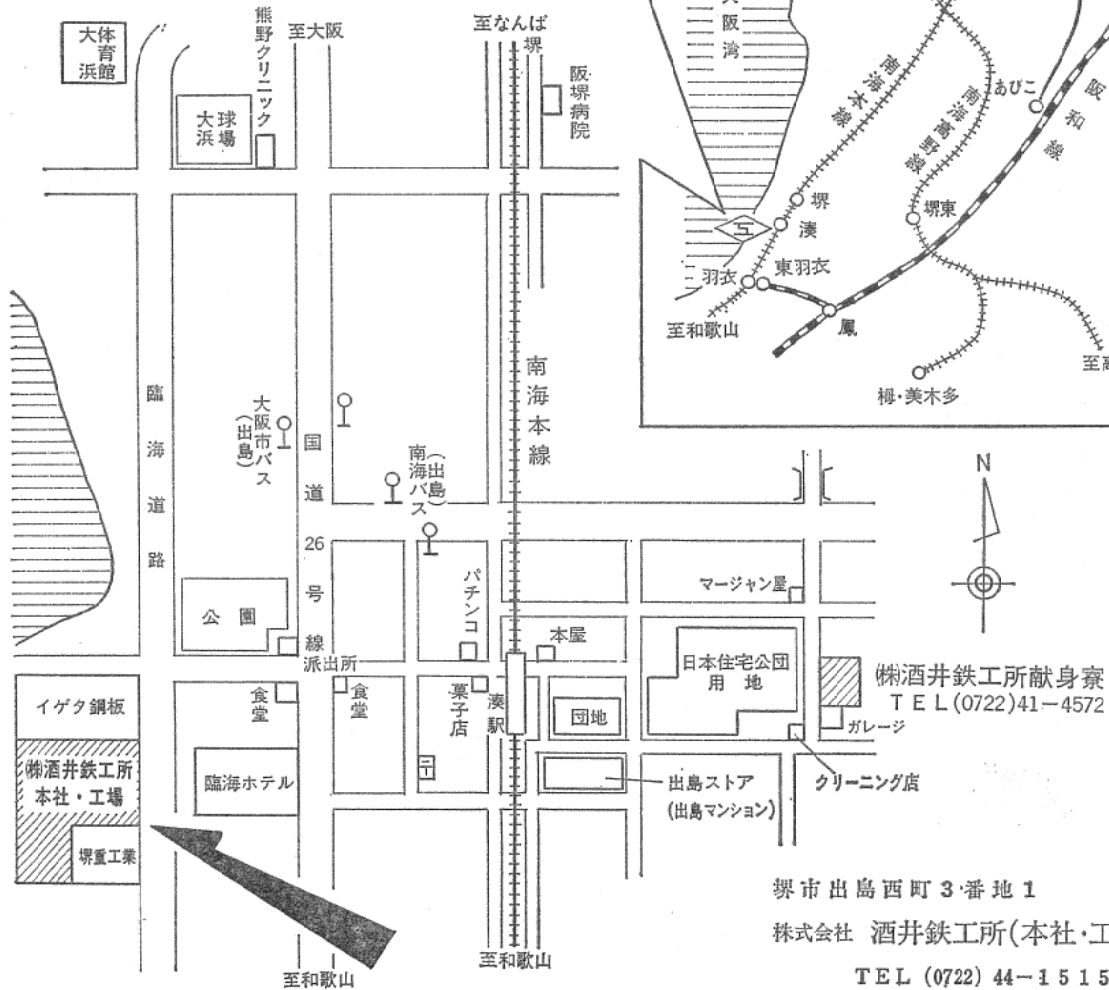 大浜体育館
熊野クリニック
至大阪
至なんば
堺
阪堺病院
大浜球場
臨海道路
大阪市バス
(出島)
国道26号線
南海バス
(出島)
南海本線
公園
派出所
パチンコ
本屋
マージャン屋
日本住宅公団
用地
㈱酒井鉄工所献身寮
TEL(0722)41-4572
ガレージ
イゲタ鋼板
食堂
食堂
菓子店
湊駅
団地
㈱酒井鉄工所
本社・工場
臨海ホテル
出島ストア
(出島マンション)
クリーニング店
堺重工業
至和歌山
至和歌山
阪湾
南海本線
南海高野線
あびこ
阪和線
堺
湊
堺東
羽衣
東羽衣
鳳
至和歌山
栂・美木多
N
堺市出島西町3番地1
株式会社 酒井鉄工所(本社・工
TEL (0722) 44-1515